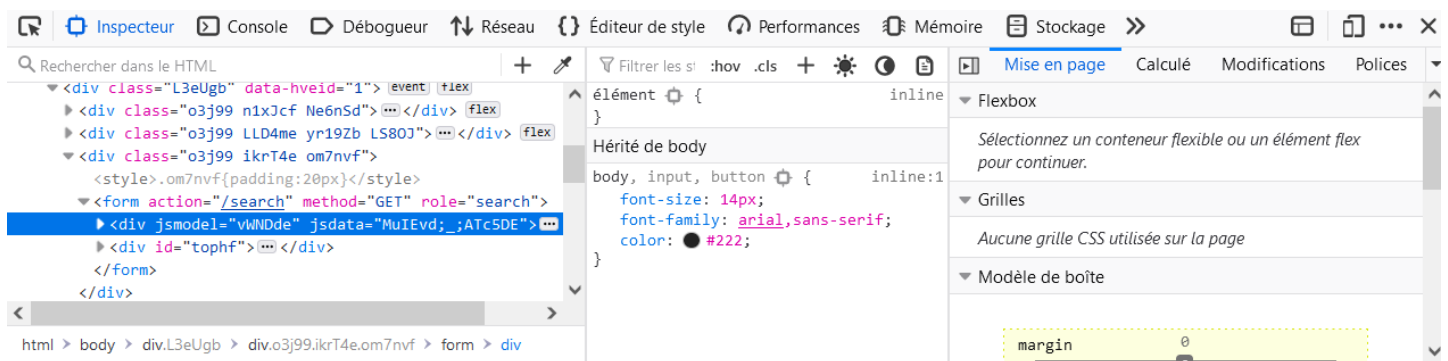 Inspecteur Console Débogueur Réseau {} Éditeur de style Performances Mémoire Stockage
Rechercher dans le HTML
<div class="L3eUgb" data-hveid="1"> event flex
<div class="o3j99 n1xJcf Ne6nSd"> </div> flex
<div class="o3j99 LLD4me yr19Zb LS8OJ"> </div> flex
<div class="o3j99 ikrT4e om7nvf">
<style>.om7nvf{padding:20px}</style>
<form action="/search" method="GET" role="search">
<div jsmodel="vWNDde" jsdata="MuIEvd;_;ATc5DE">
<div id="tophf"> </div>
</form>
</div>
html > body > div.L3eUgb > div.o3j99.ikrT4e.om7nvf > form > div
Filtrer les st :hov .cls
élément { inline
}
Hérité de body
body, input, button { inline:1
font-size: 14px;
font-family: arial,sans-serif;
color: #222;
}
Mise en page Calculé Modifications Polices
Flexbox
Sélectionnez un conteneur flexible ou un élément flex
pour continuer.
Grilles
Aucune grille CSS utilisée sur la page
Modèle de boîte
margin 0